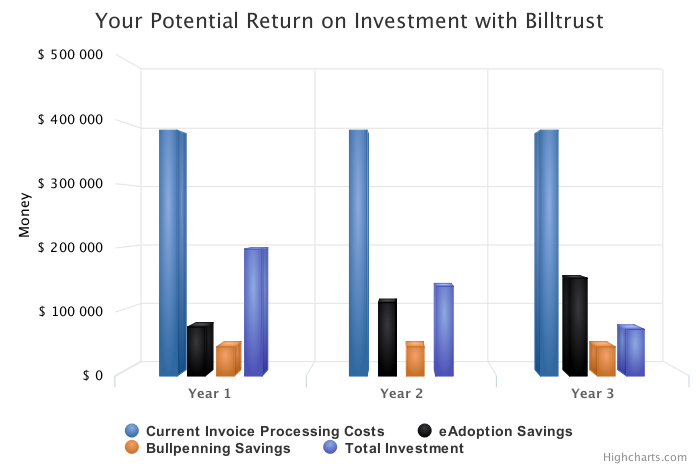 Your Potential Return on Investment with Billtrust
$ 500 000
$ 400 000
$ 300 000
$ 200 000
$ 100 000
$ 0
Money
Year 1
Year 2
Year 3
Current Invoice Processing Costs
eAdoption Savings
Bullpenning Savings
Total Investment
Highcharts.com